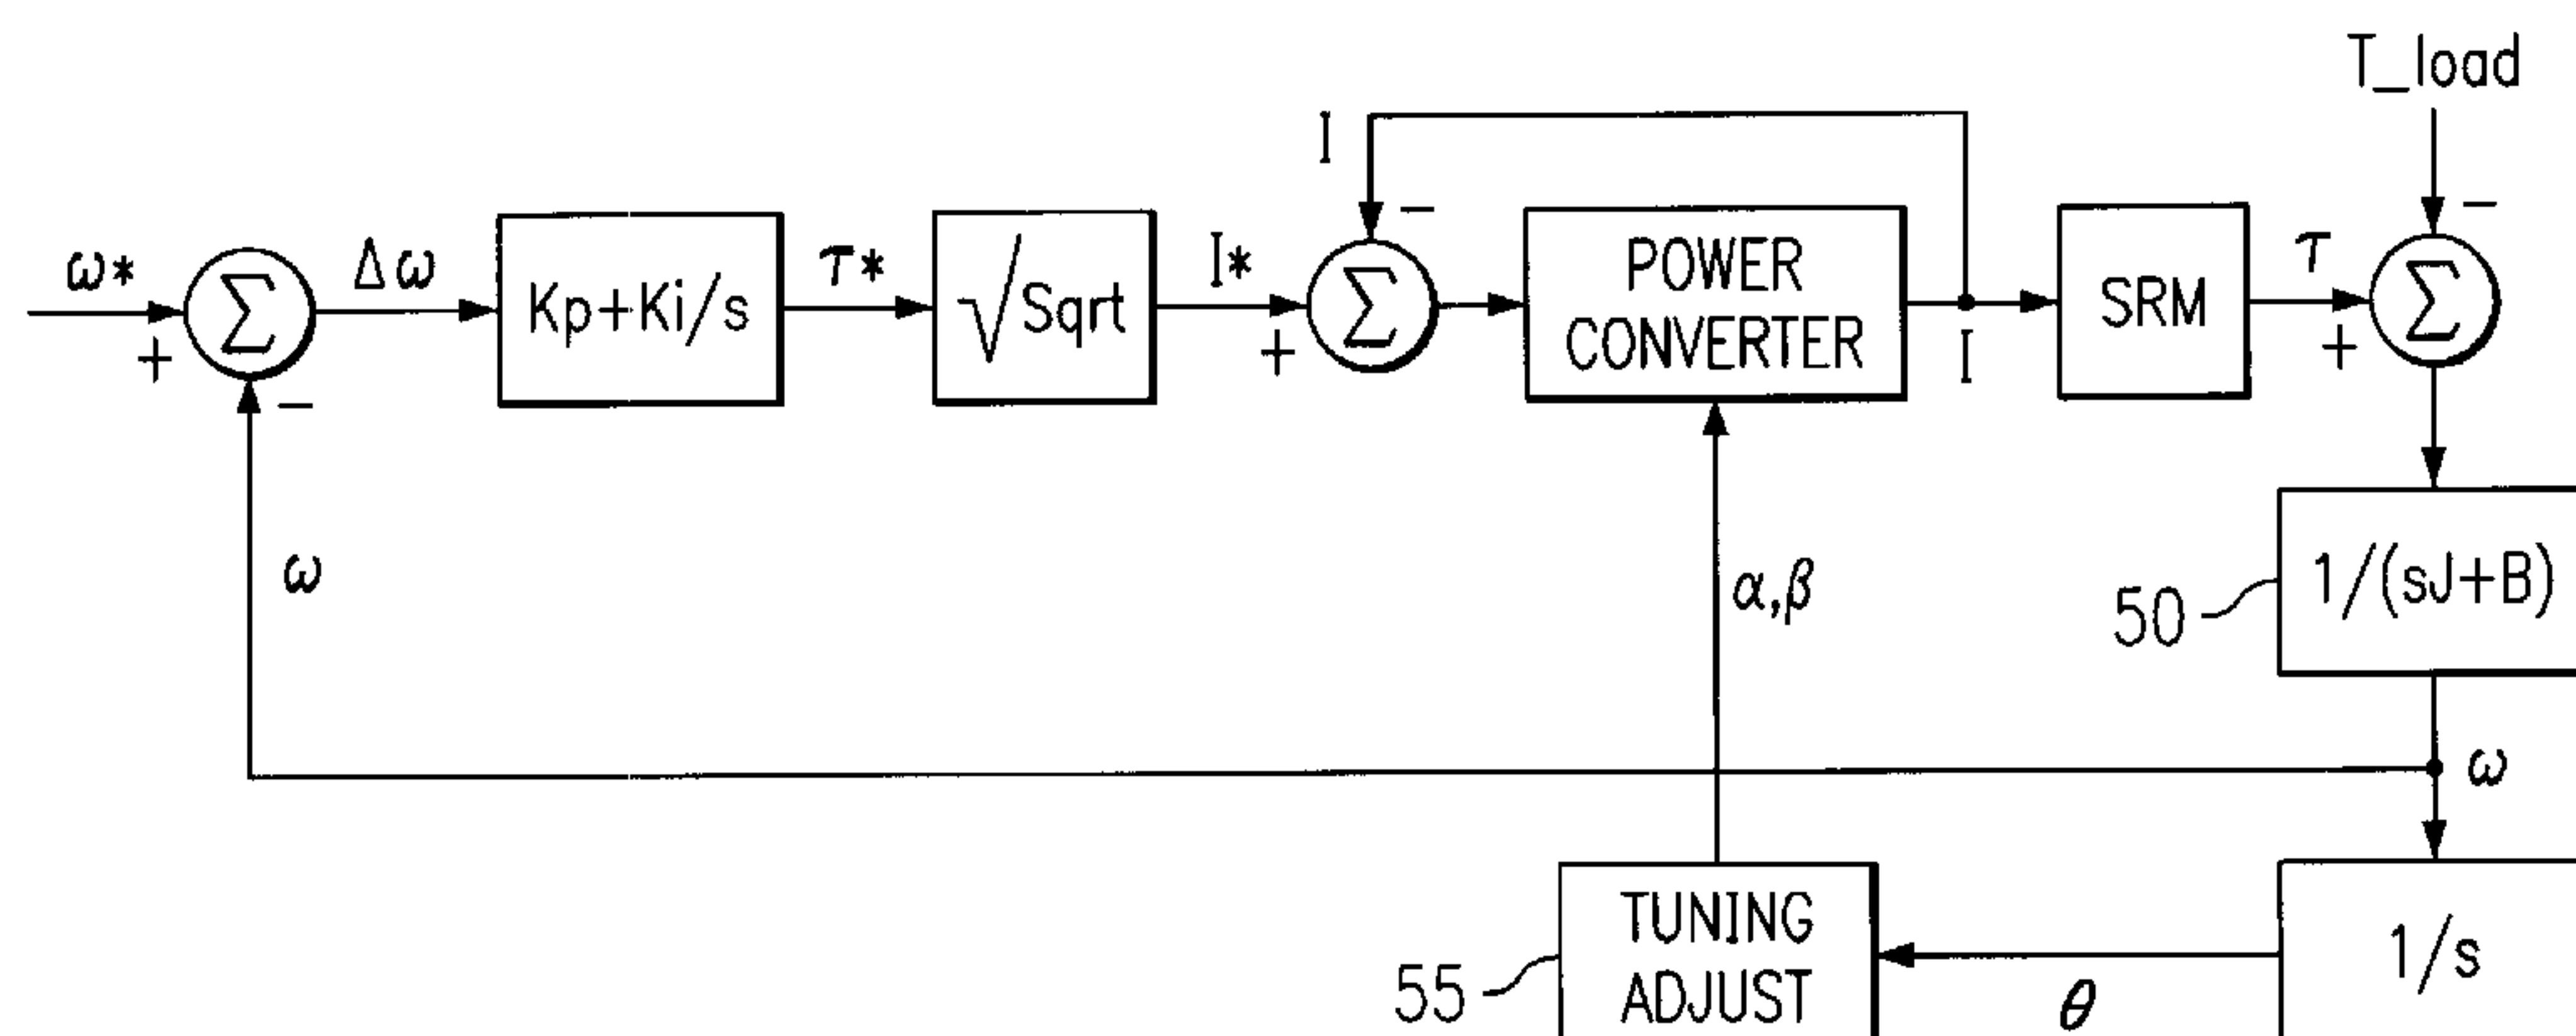 T_load
I
−
−
ω*
Δω
Kp+Ki/s
τ*
√Sqrt
I*
POWER
CONVERTER
SRM
τ
Σ
Σ
Σ
+
+
I
+
−
ω
α,β
50
1/(sJ+B)
ω
TUNING
ADJUST
55
θ
1/s